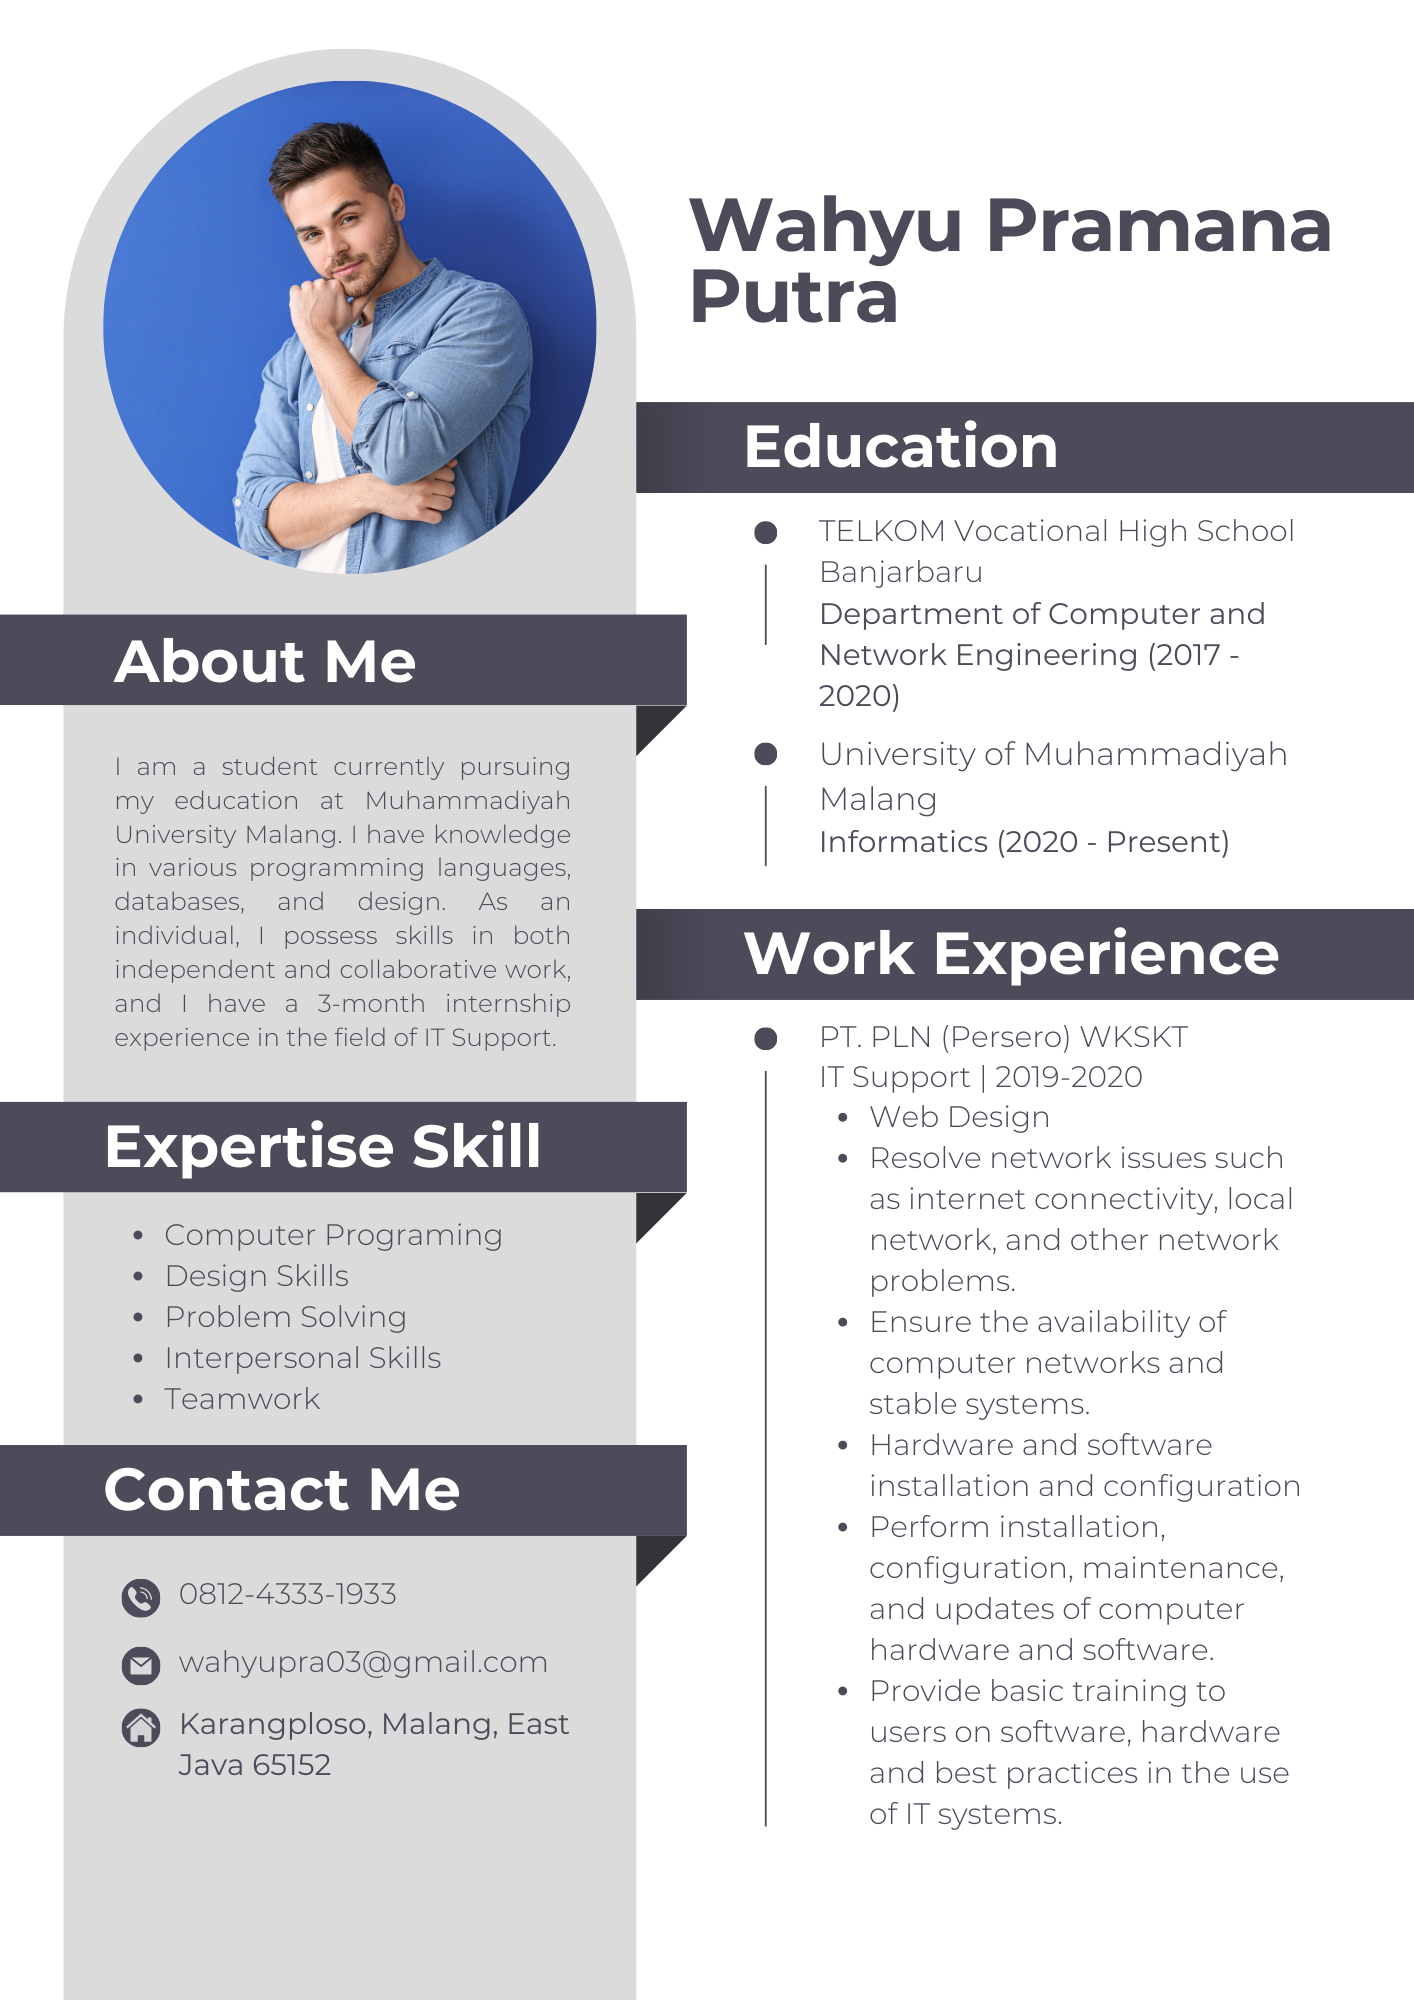 Wahyu Pramana
Putra
About Me
I am a student currently pursuing
my education at Muhammadiyah
University Malang. I have knowledge
in various programming languages,
databases, and design. As an
individual, I possess skills in both
independent and collaborative work,
and I have a 3-month internship
experience in the field of IT Support.
Expertise Skill
• Computer Programing
• Design Skills
• Problem Solving
• Interpersonal Skills
• Teamwork
Contact Me
0812-4333-1933
wahyupra03@gmail.com
Karangploso, Malang, East
Java 65152
Education
TELKOM Vocational High School
Banjarbaru
Department of Computer and
Network Engineering (2017 -
2020)
University of Muhammadiyah
Malang
Informatics (2020 - Present)
Work Experience
PT. PLN (Persero) WKSKT
IT Support | 2019-2020
• Web Design
• Resolve network issues such
as internet connectivity, local
network, and other network
problems.
• Ensure the availability of
computer networks and
stable systems.
• Hardware and software
installation and configuration
• Perform installation,
configuration, maintenance,
and updates of computer
hardware and software.
• Provide basic training to
users on software, hardware
and best practices in the use
of IT systems.